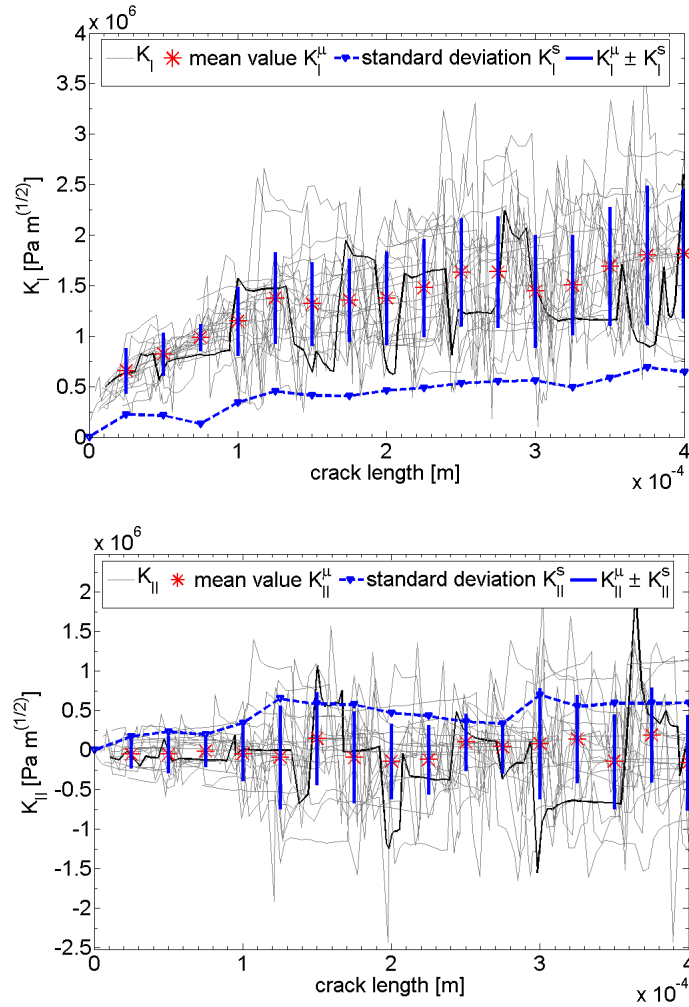 x 10^6
K_I mean value K_I^μ standard deviation K_I^s K_I^μ ± K_I^s
4
3.5
3
2.5
2
1.5
1
0.5
0
K_I [Pa m^(1/2)]
0 1 2 3 4
crack length [m]
x 10^-4
x 10^6
K_II mean value K_II^μ standard deviation K_II^s K_II^μ ± K_II^s
2
1.5
1
0.5
0
-0.5
-1
-1.5
-2
-2.5
K_II [Pa m^(1/2)]
0 1 2 3 4
crack length [m]
x 10^-4